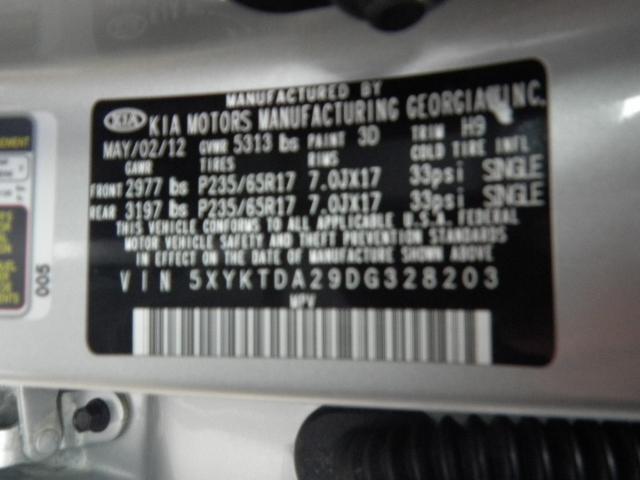 MANUFACTURED BY
KIA KIA MOTORS MANUFACTURING GEORGIA, INC.
MAY/02/12 GVWR 5313 lbs PAINT 3D TRIM H9
GAWR TIRES RIMS COLD TIRE INFL
FRONT 2977 lbs P235/65R17 7.0JX17 33psi SINGLE
REAR 3197 lbs P235/65R17 7.0JX17 33psi SINGLE
THIS VEHICLE CONFORMS TO ALL APPLICABLE U.S.A. FEDERAL
MOTOR VEHICLE SAFETY AND THEFT PREVENTION STANDARDS
IN EFFECT ON THE DATE OF MANUFACTURE SHOWN ABOVE
VIN 5XYKTDA29DG328203
MPV
005